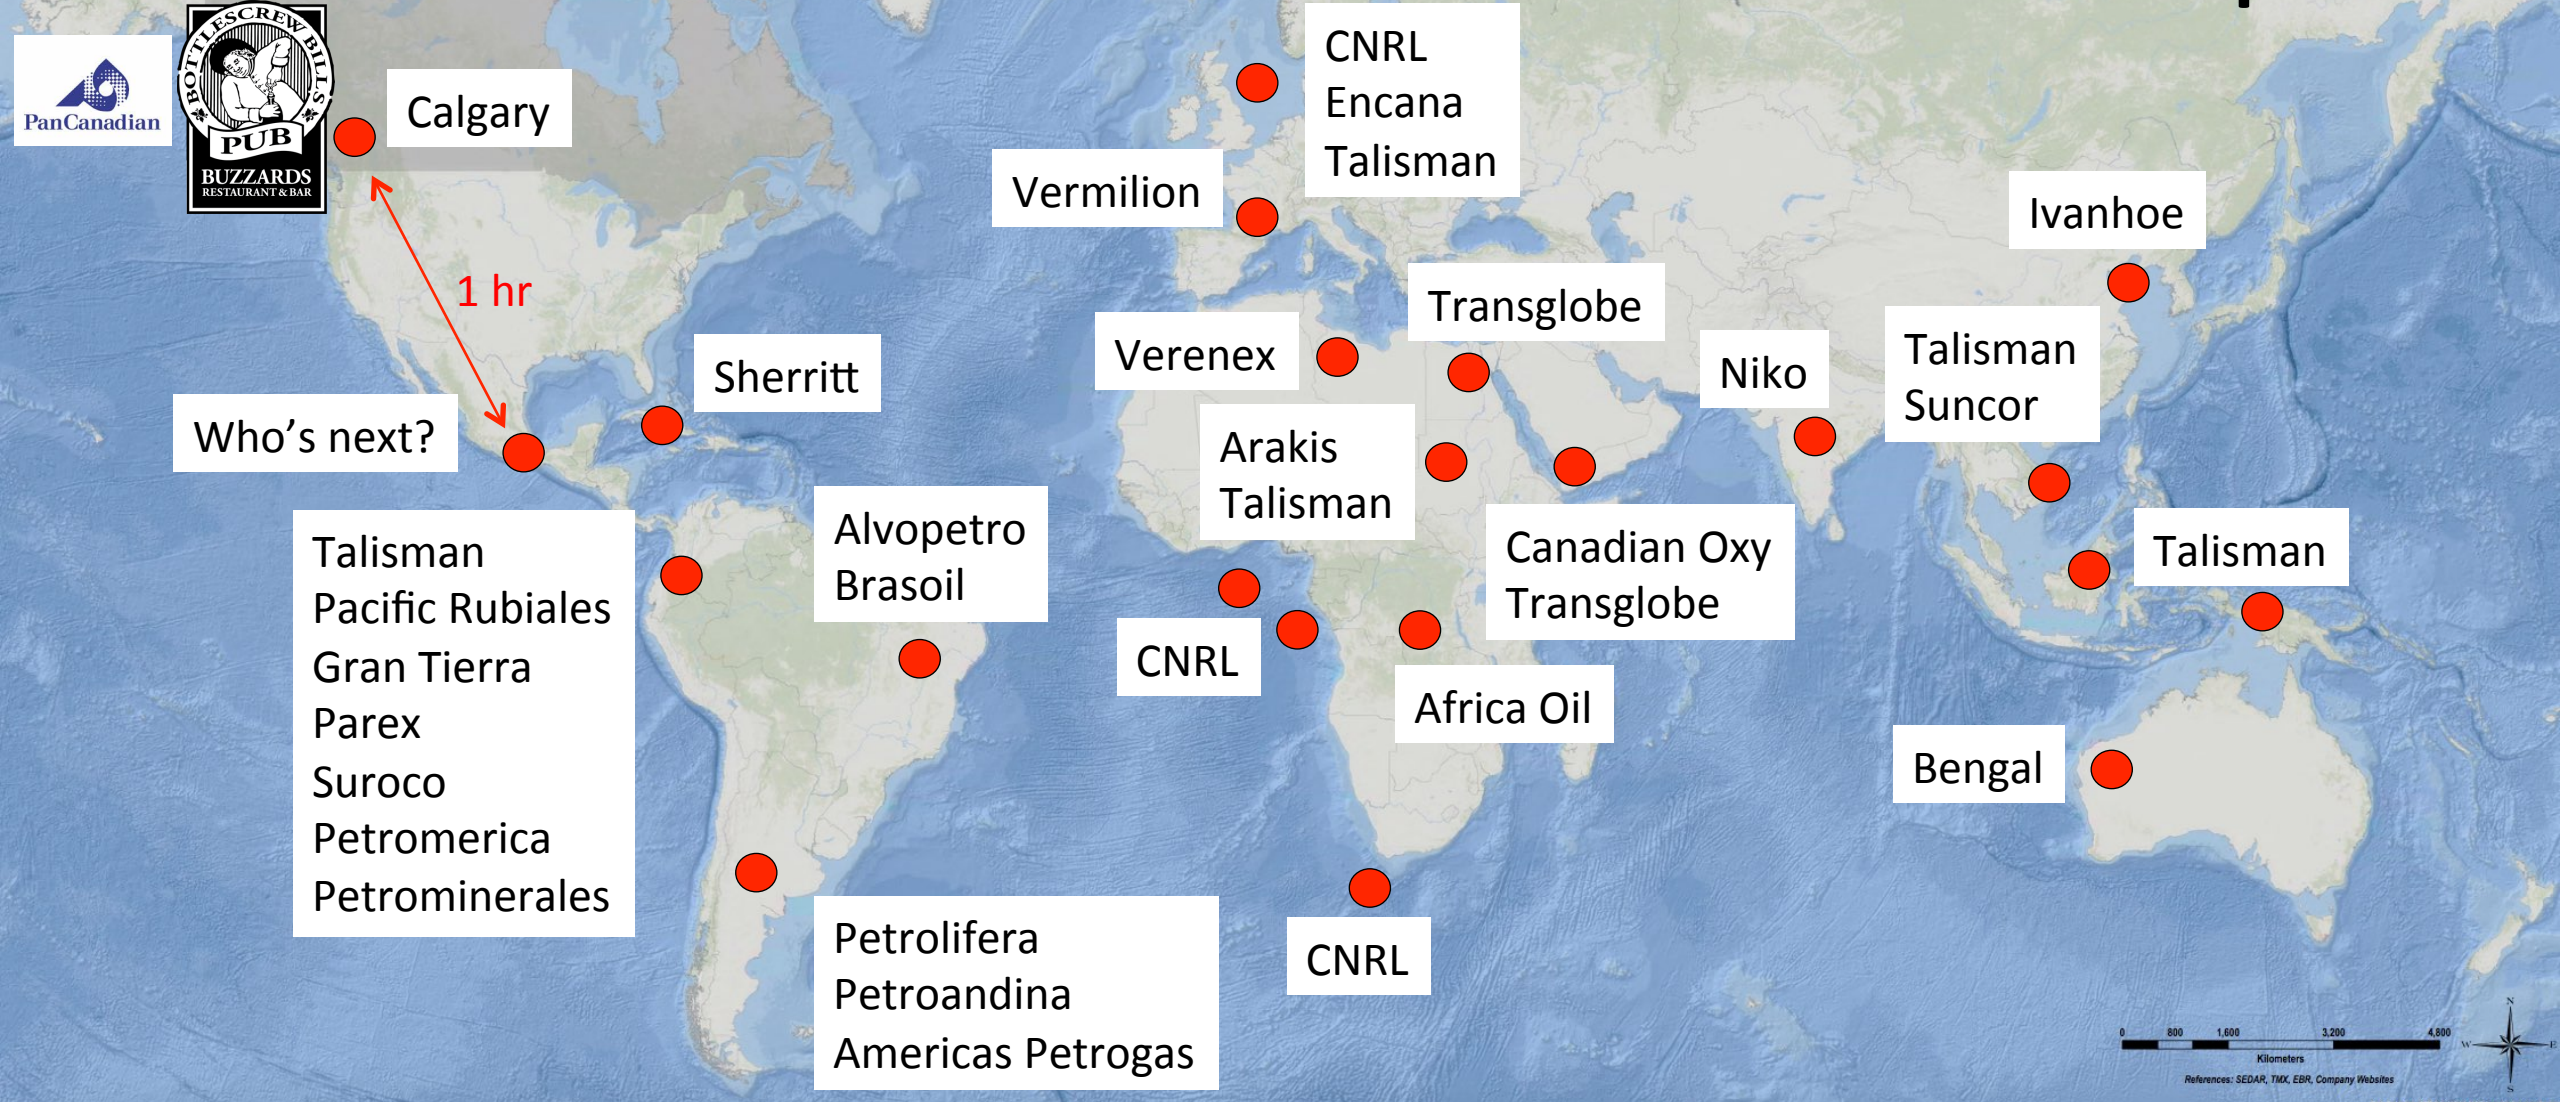 PanCanadian
BOTTLESCREW BILL'S
PUB
BUZZARDS
RESTAURANT & BAR
Calgary
1 hr
Who's next?
Sherritt
Talisman
Pacific Rubiales
Gran Tierra
Parex
Suroco
Petromerica
Petrominerales
Alvopetro
Brasoil
Petrolifera
Petroandina
Americas Petrogas
CNRL
Encana
Talisman
Vermilion
Verenex
Transglobe
Arakis
Talisman
Canadian Oxy
Transglobe
CNRL
Africa Oil
CNRL
Niko
Ivanhoe
Talisman
Suncor
Talisman
Bengal
0 800 1,600 3,200 4,800
Kilometers
References: SEDAR, TMX, EBR, Company Websites
N
W E
S